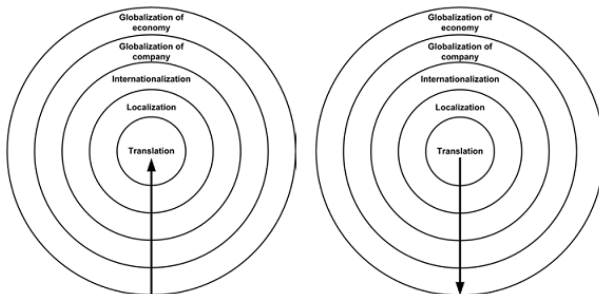 Globalization of
economy
Globalization of
company
Internationalization
Localization
Translation
Globalization of
economy
Globalization of
company
Internationalization
Localization
Translation